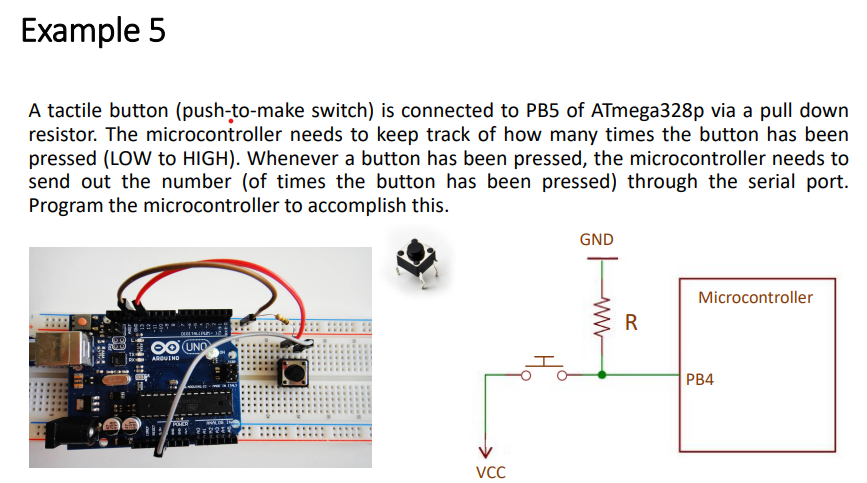 Example 5
A tactile button (push-to-make switch) is connected to PB5 of ATmega328p via a pull down
resistor. The microcontroller needs to keep track of how many times the button has been
pressed (LOW to HIGH). Whenever a button has been pressed, the microcontroller needs to
send out the number (of times the button has been pressed) through the serial port.
Program the microcontroller to accomplish this.
GND
Microcontroller
R
PB4
VCC
UNO
ARDUINO